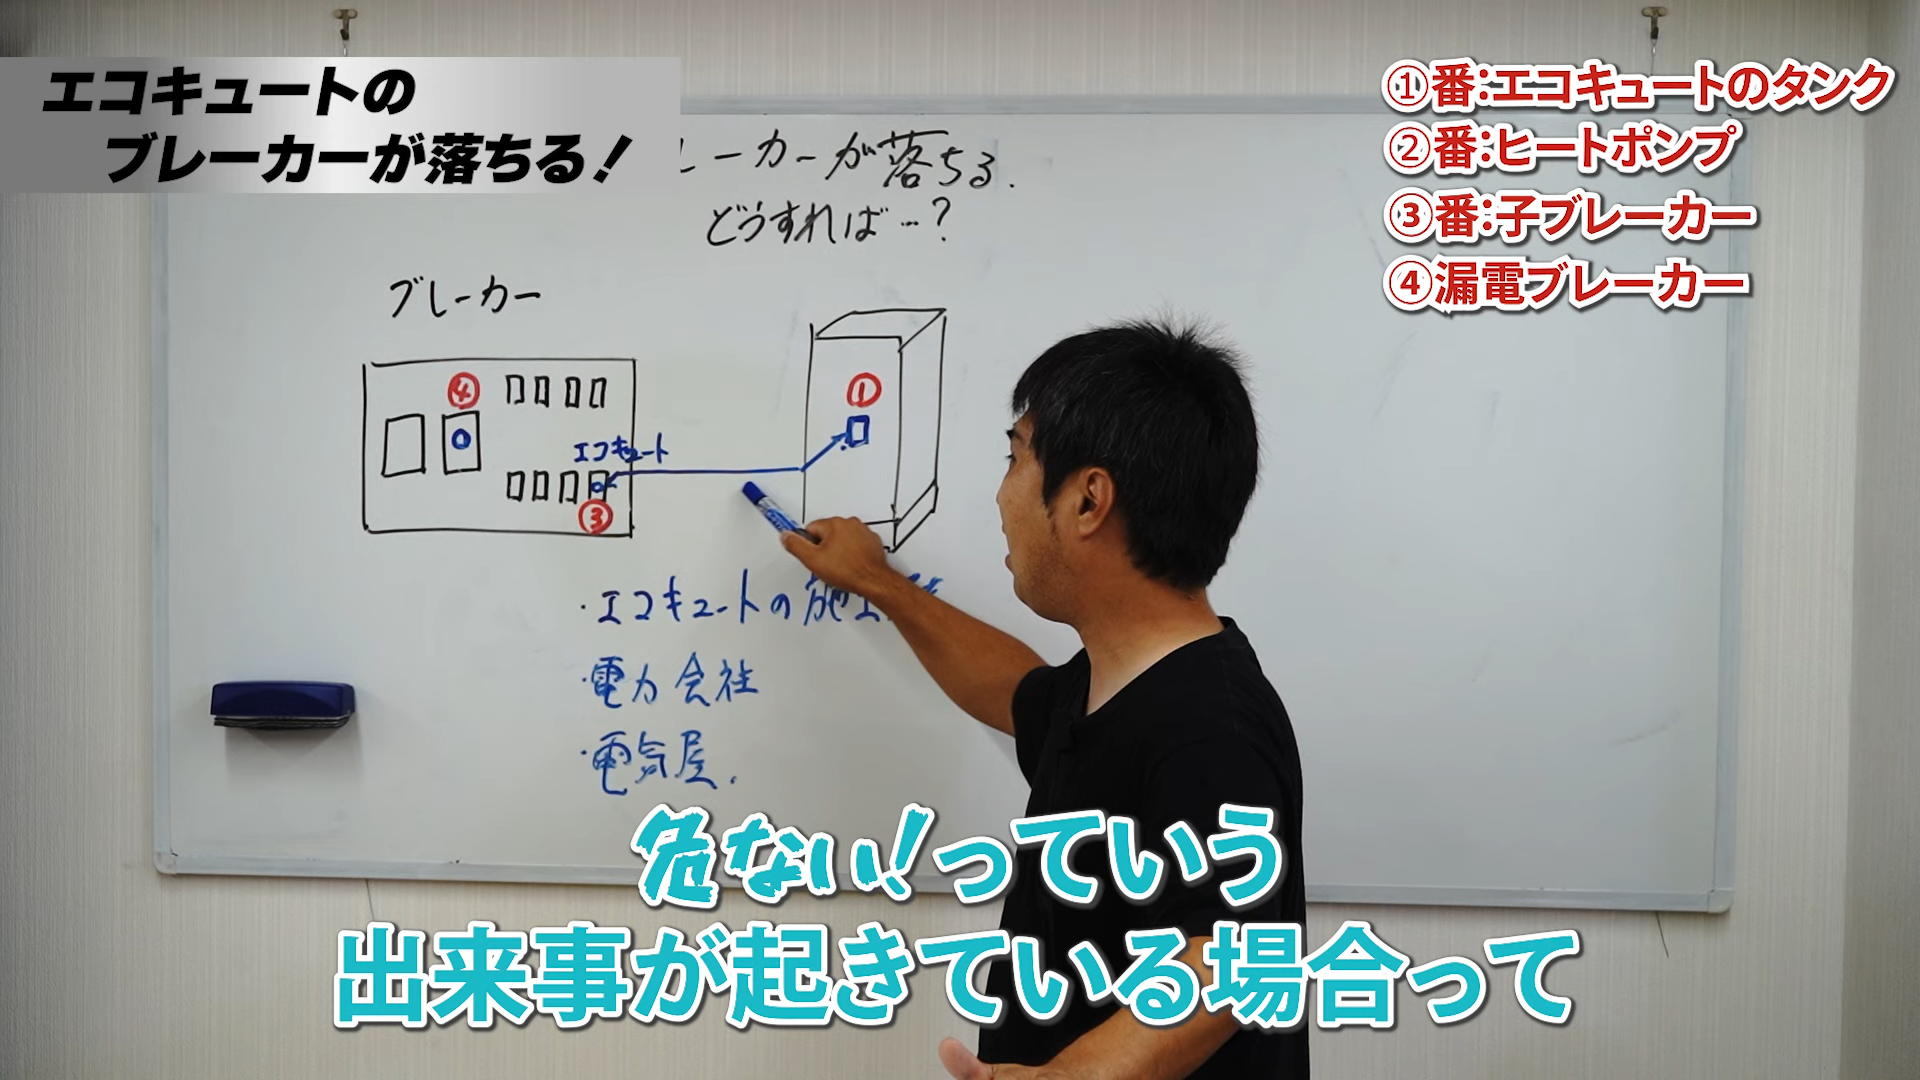 エコキュートの
ブレーカーが落ちる！
①番：エコキュートのタンク
②番：ヒートポンプ
③番：子ブレーカー
④漏電ブレーカー
レーカーが落ちる.
どうすれば…？
ブレーカー
④
①
エコキュート
③
・エコキュートの施工
・電力会社
・電気屋.
危ない！っていう
出来事が起きている場合って